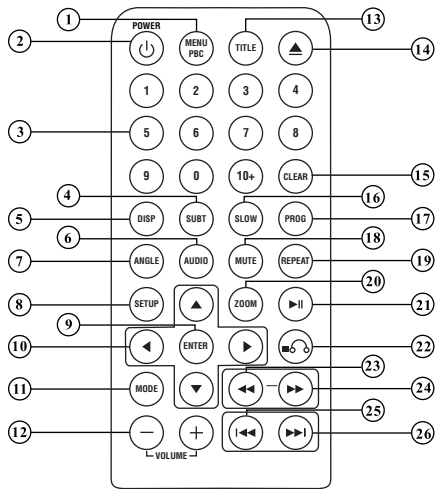 1 13
POWER
2 MENU PBC TITLE 14
1 2 3 4
3 5 6 7 8
9 0 10+ CLEAR 15
4 16
5 DISP SUBT SLOW PROG 17
6 18
7 ANGLE AUDIO MUTE REPEAT 19
20
8 SETUP ZOOM 21
9
10 ENTER 22
23
11 MODE 24
25
12 − + 26
VOLUME